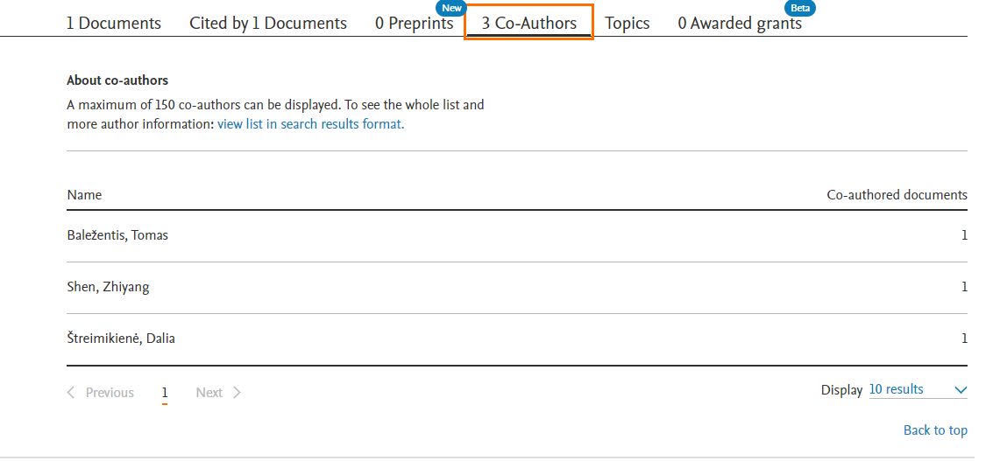 New Beta
1 Documents Cited by 1 Documents 0 Preprints 3 Co-Authors Topics 0 Awarded grants
About co-authors
A maximum of 150 co-authors can be displayed. To see the whole list and
more author information: view list in search results format.
Name Co-authored documents
Baležentis, Tomas 1
Shen, Zhiyang 1
Štreimikienė, Dalia 1
Previous 1 Next Display 10 results
Back to top